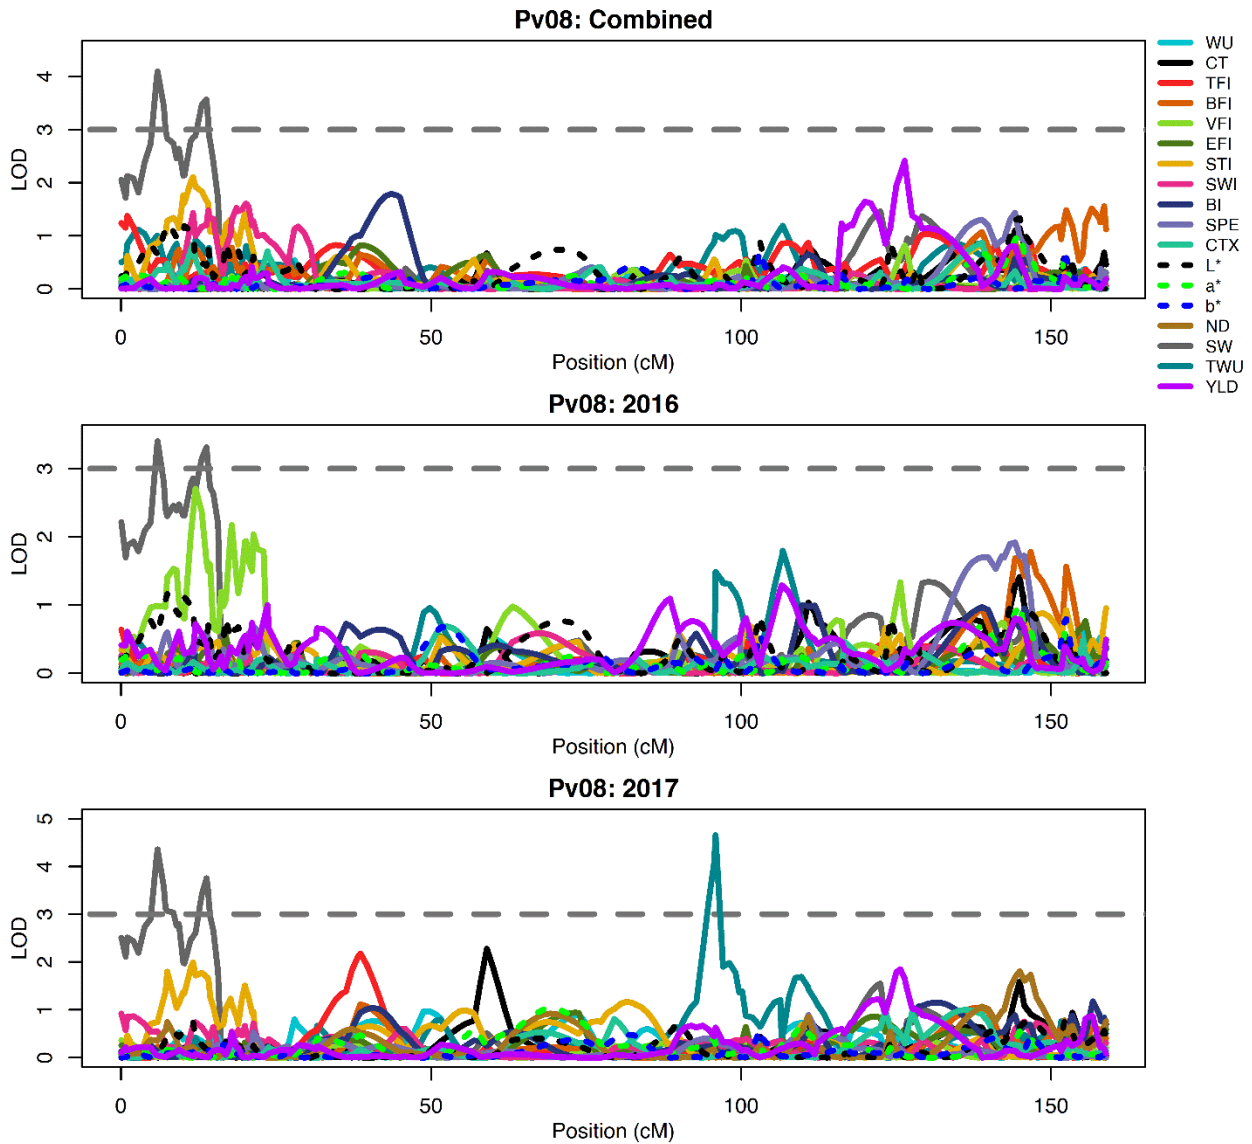 Pv08: Combined
LOD
4
3
2
1
0
0
50
100
150
Position (cM)
WU
CT
TFI
BFI
VFI
EFI
STI
SWI
BI
SPE
CTX
L*
a*
b*
ND
SW
TWU
YLD
Pv08: 2016
LOD
3
2
1
0
0
50
100
150
Position (cM)
Pv08: 2017
LOD
5
4
3
2
1
0
0
50
100
150
Position (cM)